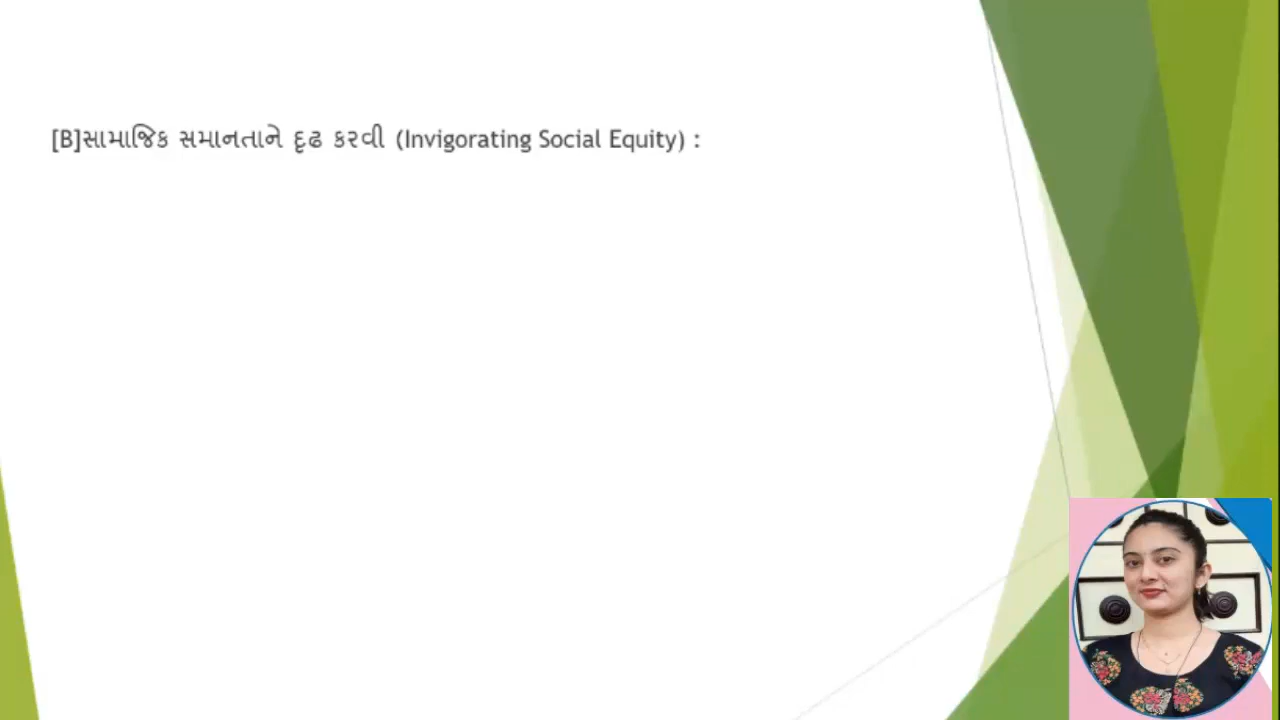 [B]સામાજિક સમાનતાને દૃઢ કરવી (Invigorating Social Equity) :